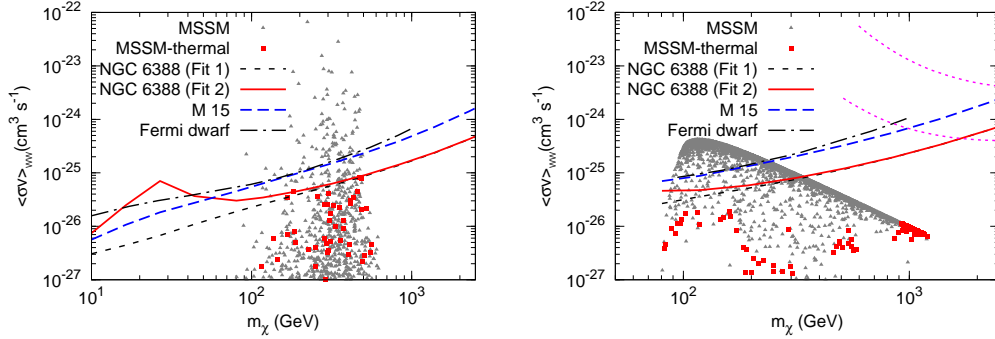 10^-22
10^-23
10^-24
10^-25
10^-26
10^-27
<σv>_WW(cm^3 s^-1)
10^1
10^2
10^3
m_χ (GeV)
MSSM
MSSM-thermal
NGC 6388 (Fit 1)
NGC 6388 (Fit 2)
M 15
Fermi dwarf
10^-22
10^-23
10^-24
10^-25
10^-26
10^-27
<σv>_WW(cm^3 s^-1)
10^2
10^3
m_χ (GeV)
MSSM
MSSM-thermal
NGC 6388 (Fit 1)
NGC 6388 (Fit 2)
M 15
Fermi dwarf